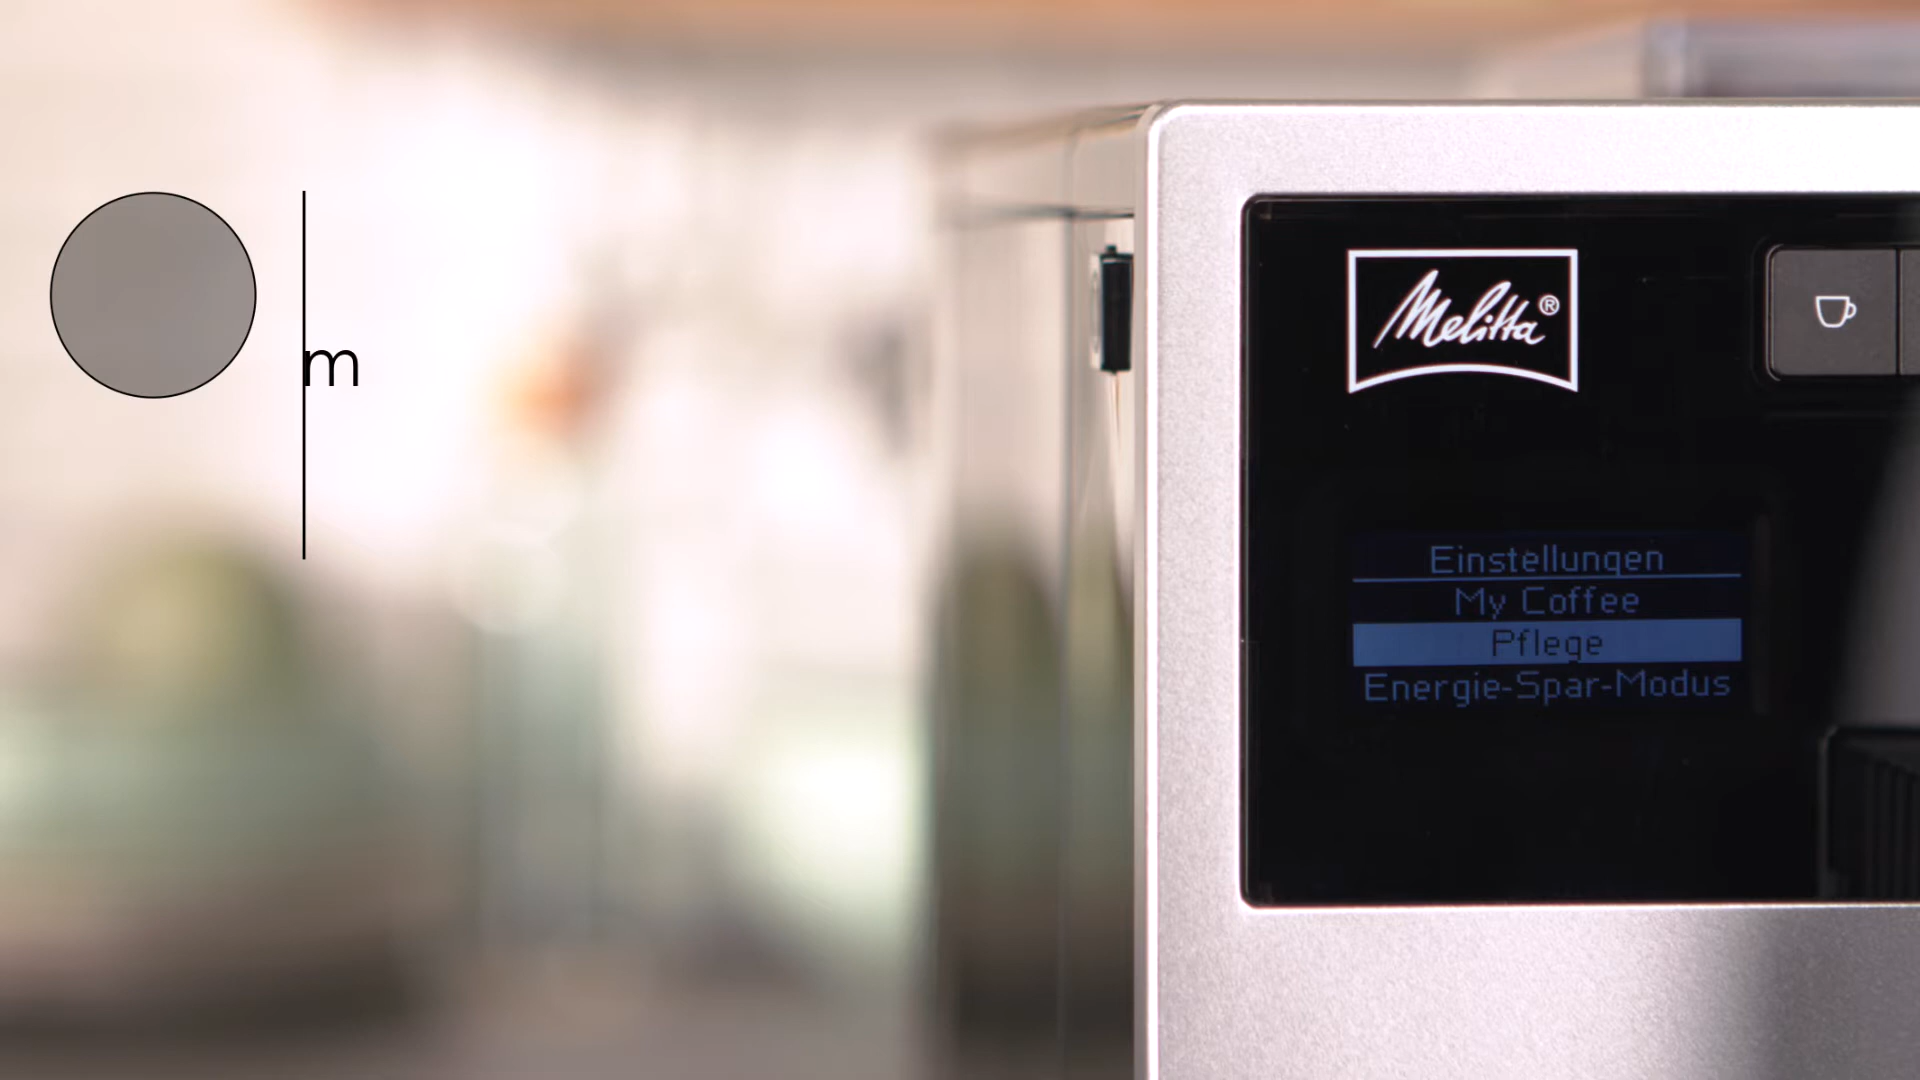 m
Melitta®
Einstellungen
My Coffee
Pflege
Energie-Spar-Modus